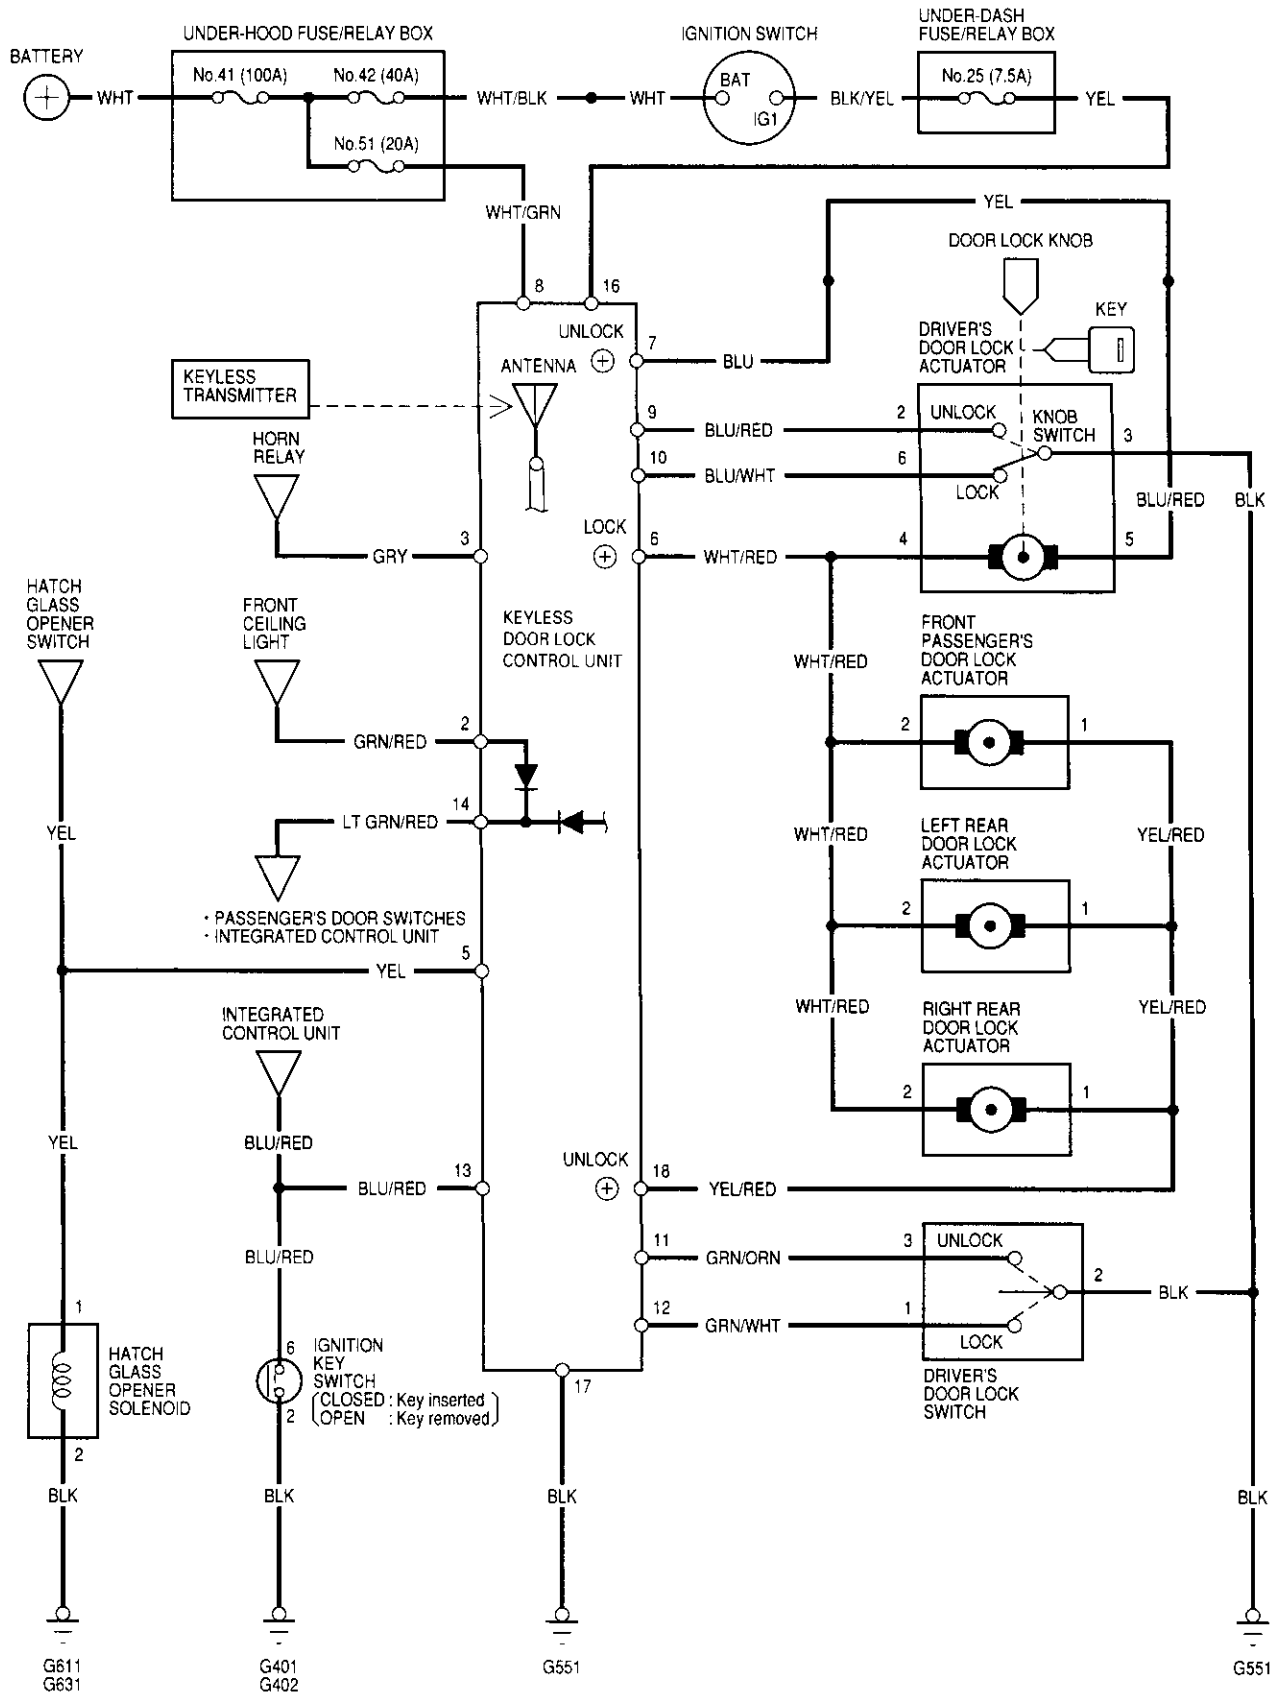 UNDER-HOOD FUSE/RELAY BOX
IGNITION SWITCH
UNDER-DASH
FUSE/RELAY BOX
BATTERY
No.41 (100A)
No.42 (40A)
BAT
No.25 (7.5A)
WHT
WHT/BLK
WHT
BLK/YEL
YEL
IG1
No.51 (20A)
WHT/GRN
YEL
DOOR LOCK KNOB
8
16
KEY
UNLOCK
7
DRIVER'S
DOOR LOCK
ACTUATOR
ANTENNA
BLU
KEYLESS
TRANSMITTER
9
BLU/RED
2
UNLOCK
KNOB
SWITCH
3
HORN
RELAY
10
BLU/WHT
6
LOCK
BLU/RED
BLK
LOCK
3
GRY
6
WHT/RED
4
5
HATCH
GLASS
OPENER
SWITCH
FRONT
CEILING
LIGHT
KEYLESS
DOOR LOCK
CONTROL UNIT
FRONT
PASSENGER'S
DOOR LOCK
ACTUATOR
WHT/RED
GRN/RED
2
2
1
14
LT GRN/RED
YEL
WHT/RED
LEFT REAR
DOOR LOCK
ACTUATOR
YEL/RED
2
1
· PASSENGER'S DOOR SWITCHES
· INTEGRATED CONTROL UNIT
5
YEL
INTEGRATED
CONTROL UNIT
WHT/RED
RIGHT REAR
DOOR LOCK
ACTUATOR
YEL/RED
2
1
YEL
BLU/RED
UNLOCK
13
BLU/RED
18
YEL/RED
BLU/RED
11
GRN/ORN
3
UNLOCK
2
BLK
12
GRN/WHT
1
LOCK
1
HATCH
GLASS
OPENER
SOLENOID
2
6
IGNITION
KEY
SWITCH
(CLOSED : Key inserted
OPEN : Key removed)
2
17
DRIVER'S
DOOR LOCK
SWITCH
BLK
BLK
BLK
BLK
G611
G631
G401
G402
G551
G551